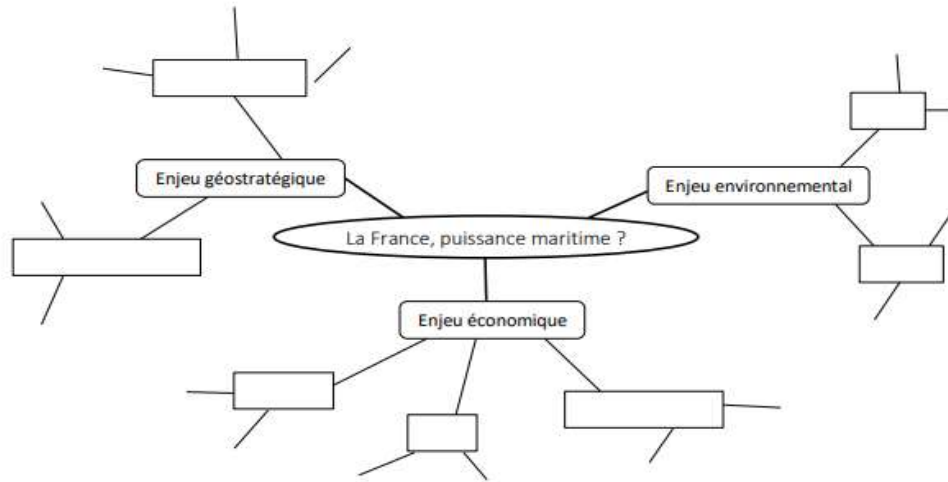 Enjeu géostratégique
Enjeu environnemental
La France, puissance maritime ?
Enjeu économique